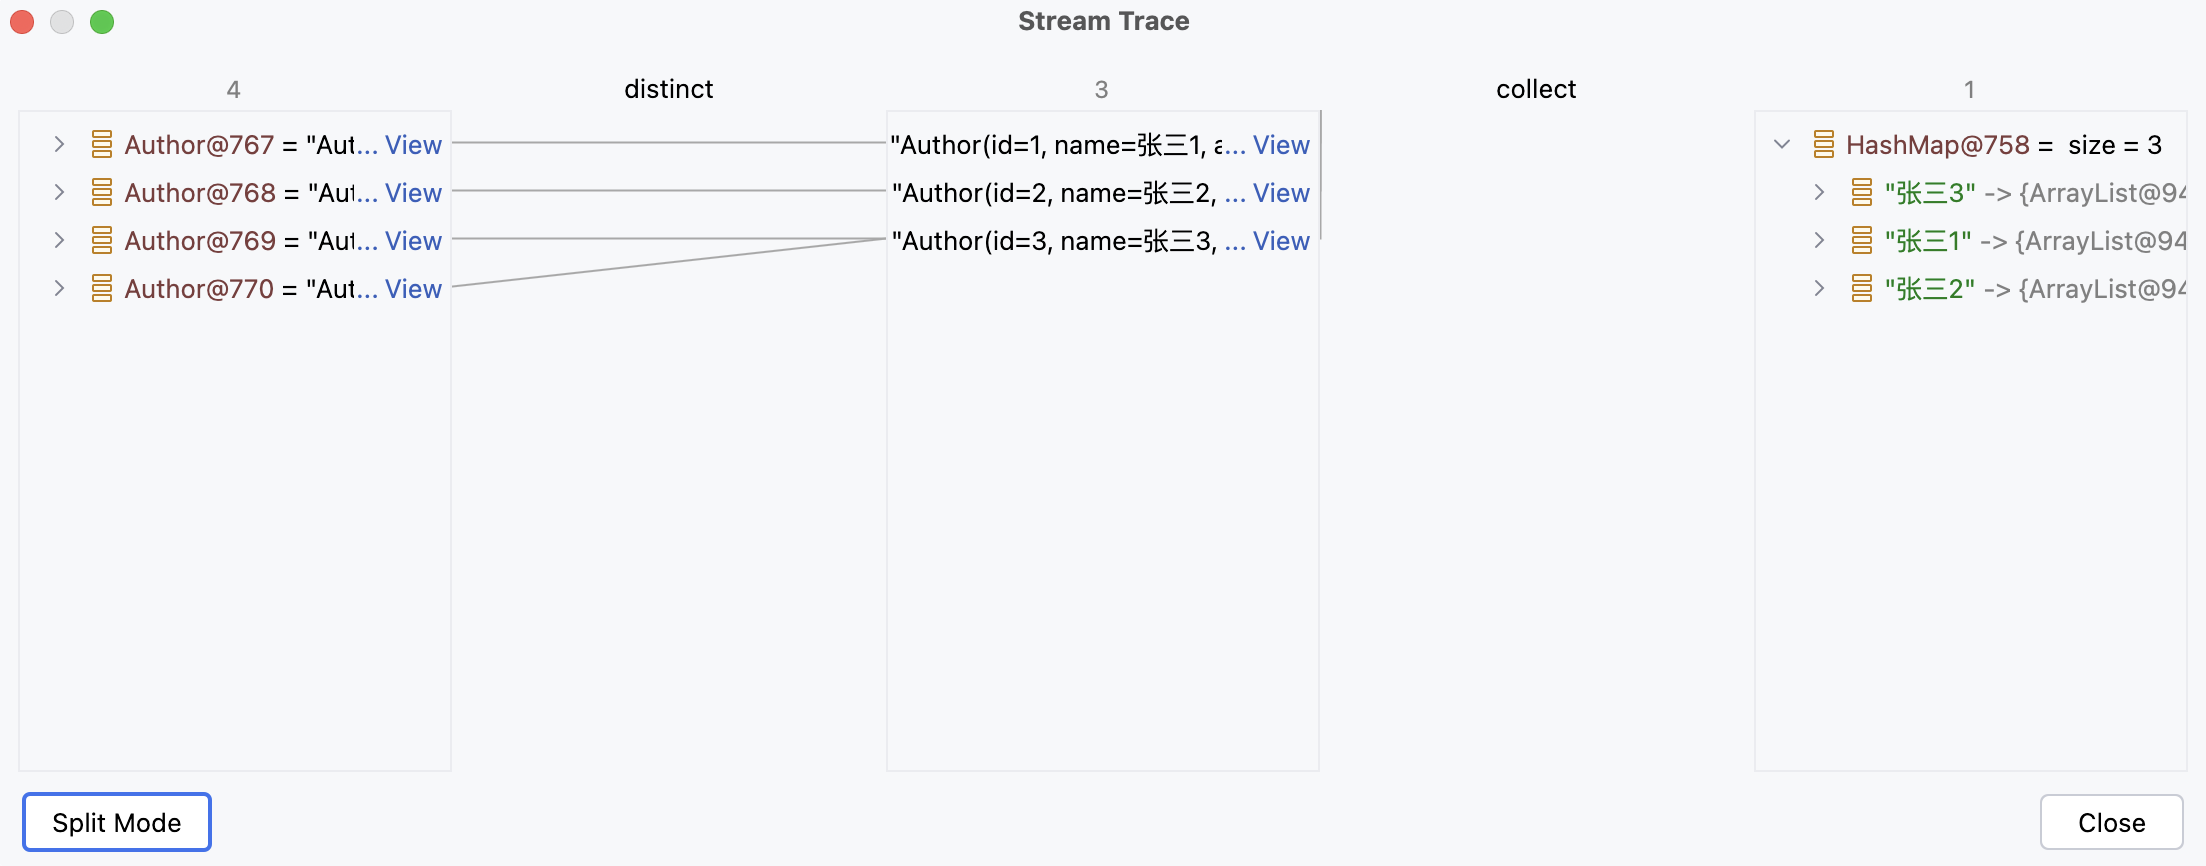 Stream Trace
4 distinct 3 collect 1
Author@767 = "Aut... View "Author(id=1, name=张三1, a... View HashMap@758 = size = 3
Author@768 = "Aut... View "Author(id=2, name=张三2, ... View "张三3" -> {ArrayList@94
Author@769 = "Aut... View "Author(id=3, name=张三3, ... View "张三1" -> {ArrayList@94
Author@770 = "Aut... View "张三2" -> {ArrayList@94
Split Mode Close